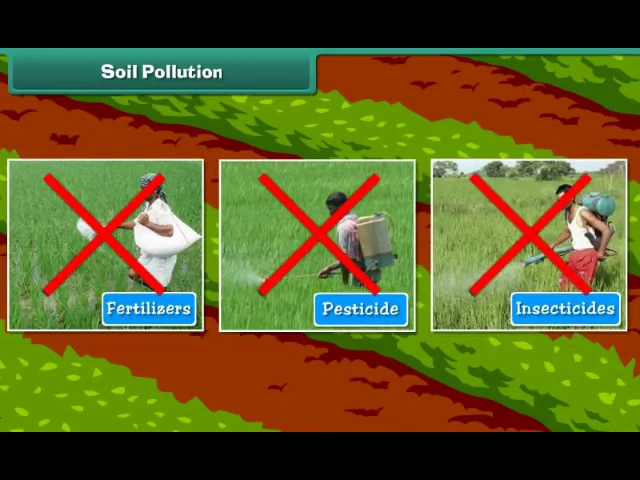 Soil Pollution
Fertilizers
Pesticide
Insecticides